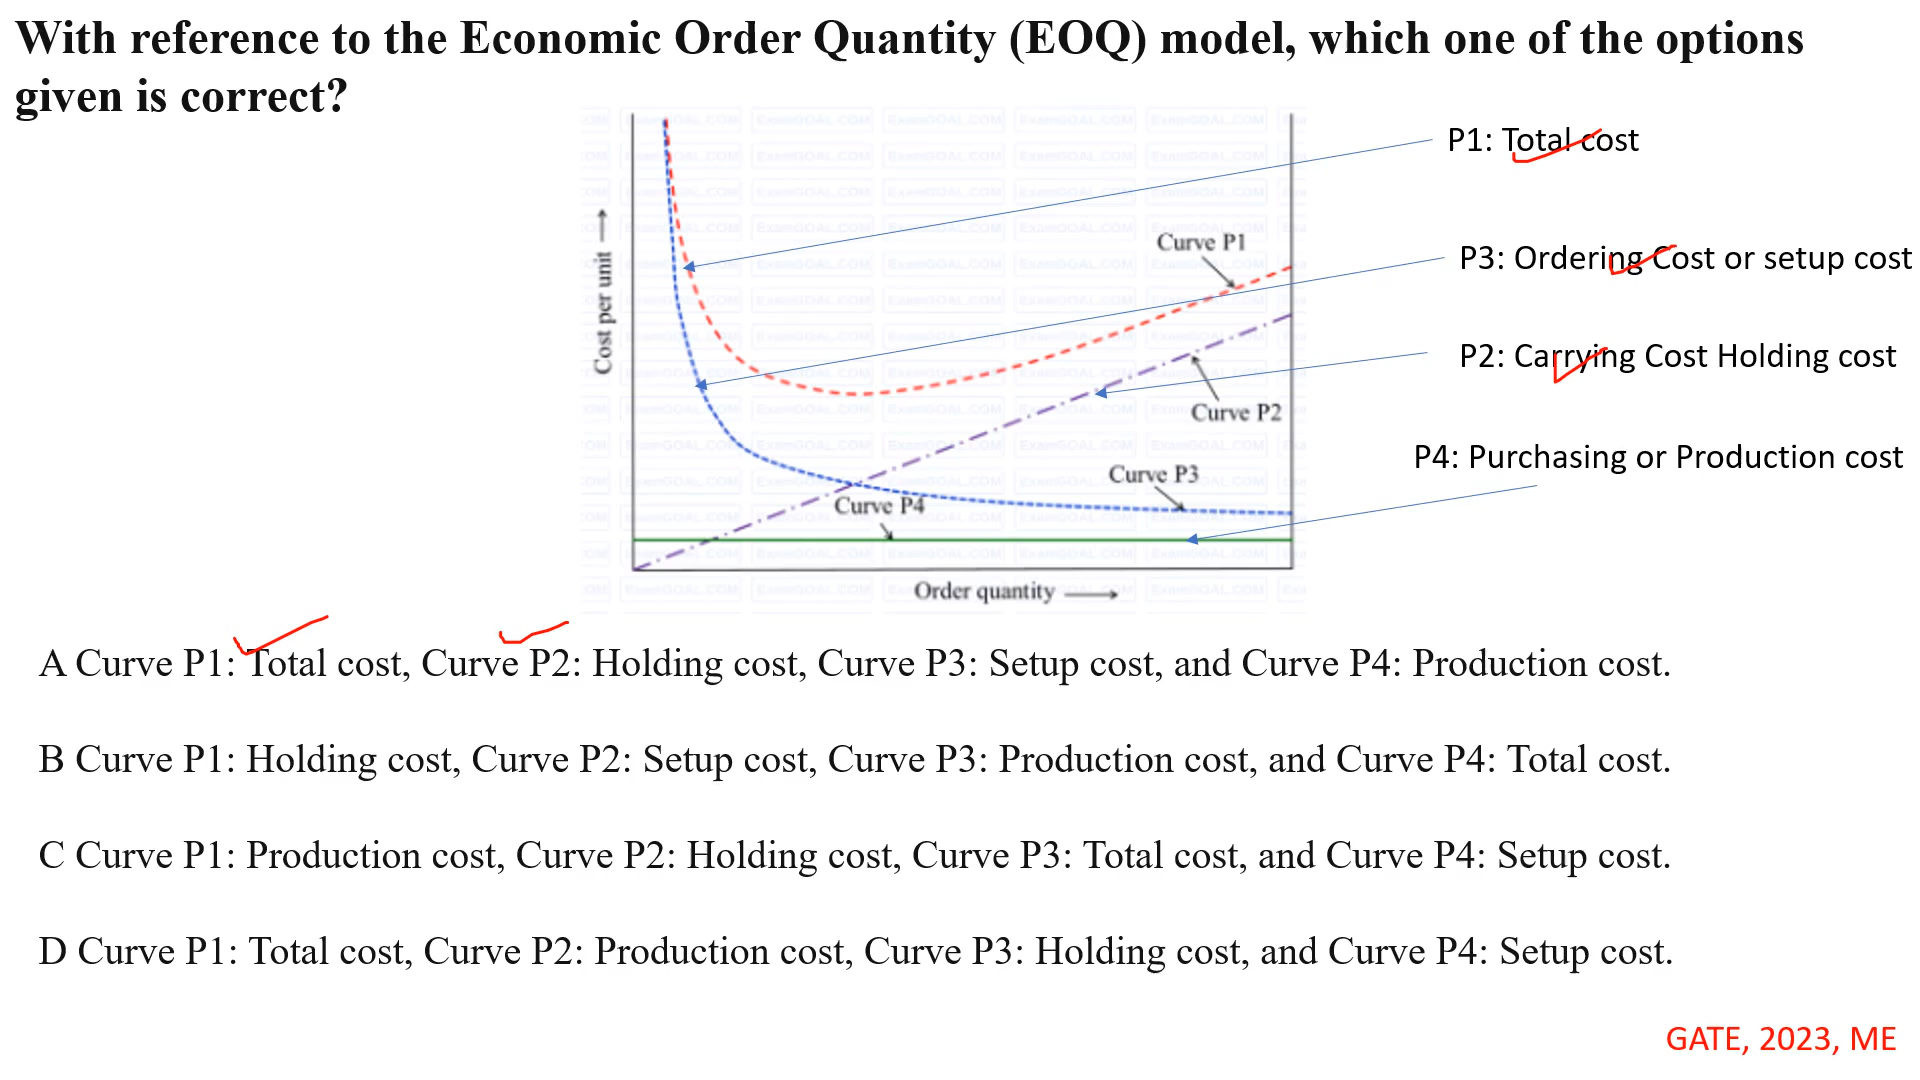 With reference to the Economic Order Quantity (EOQ) model, which one of the options
given is correct?
P1: Total cost
Curve P1
P3: Ordering Cost or setup cost
Cost per unit
P2: Carrying Cost Holding cost
Curve P2
P4: Purchasing or Production cost
Curve P3
Curve P4
Order quantity
A Curve P1: Total cost, Curve P2: Holding cost, Curve P3: Setup cost, and Curve P4: Production cost.
B Curve P1: Holding cost, Curve P2: Setup cost, Curve P3: Production cost, and Curve P4: Total cost.
C Curve P1: Production cost, Curve P2: Holding cost, Curve P3: Total cost, and Curve P4: Setup cost.
D Curve P1: Total cost, Curve P2: Production cost, Curve P3: Holding cost, and Curve P4: Setup cost.
GATE, 2023, ME